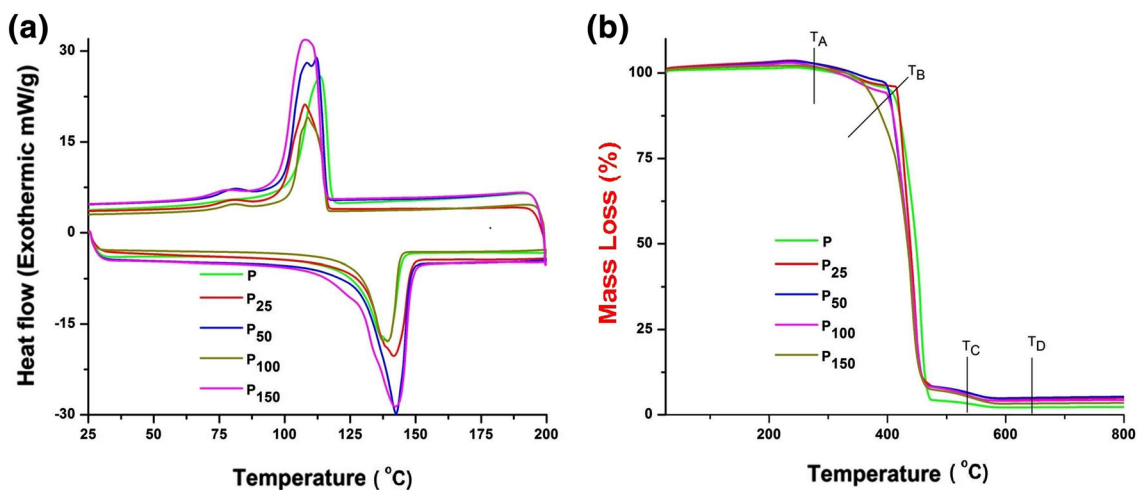 (a)
Heat flow (Exothermic mW/g)
30
15
0
-15
-30
P
P25
P50
P100
P150
25 50 75 100 125 150 175 200
Temperature ( °C)
(b)
Mass Loss (%)
100
75
50
25
0
TA
TB
P
P25
P50
P100
P150
TC
TD
200 400 600 800
Temperature ( °C)